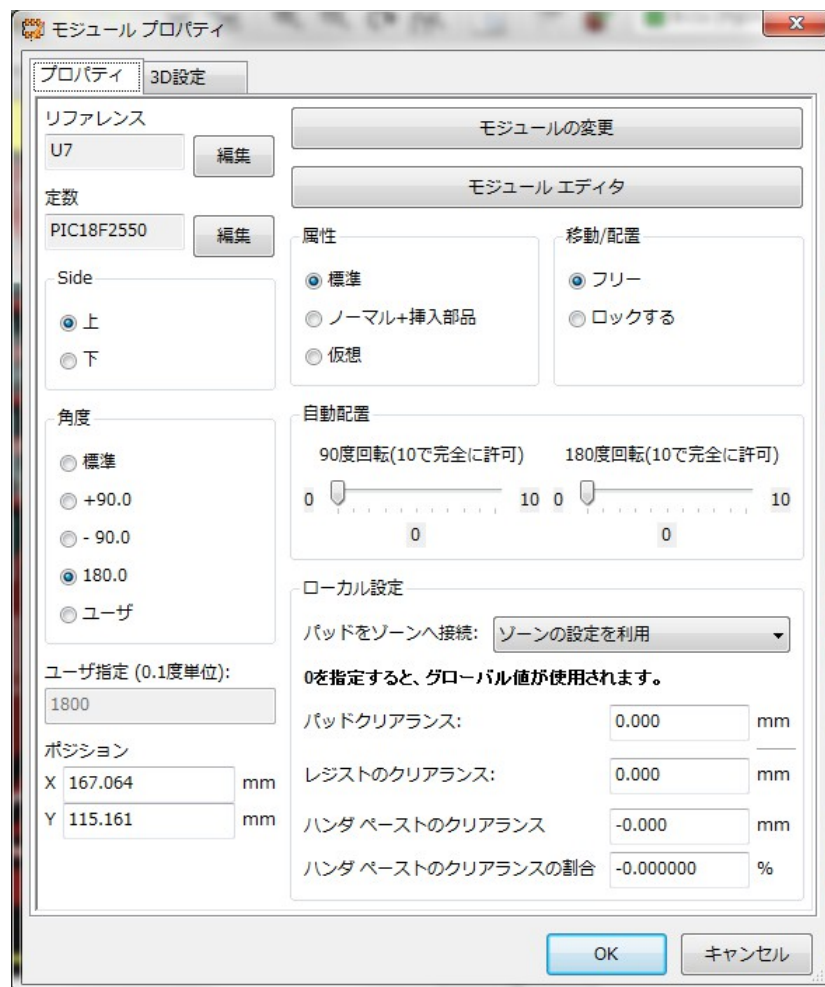 モジュール プロパティ
プロパティ
3D設定
リファレンス
U7
編集
定数
PIC18F2550
編集
Side
上
下
角度
標準
+90.0
- 90.0
180.0
ユーザ
ユーザ指定 (0.1度単位):
1800
ポジション
X 167.064 mm
Y 115.161 mm
モジュールの変更
モジュール エディタ
属性
標準
ノーマル+挿入部品
仮想
移動/配置
フリー
ロックする
自動配置
90度回転(10で完全に許可)
0 10
0
180度回転(10で完全に許可)
0 10
0
ローカル設定
パッドをゾーンへ接続: ゾーンの設定を利用
0を指定すると、グローバル値が使用されます。
パッドクリアランス: 0.000 mm
レジストのクリアランス: 0.000 mm
ハンダ ペーストのクリアランス -0.000 mm
ハンダ ペーストのクリアランスの割合 -0.000000 %
OK
キャンセル